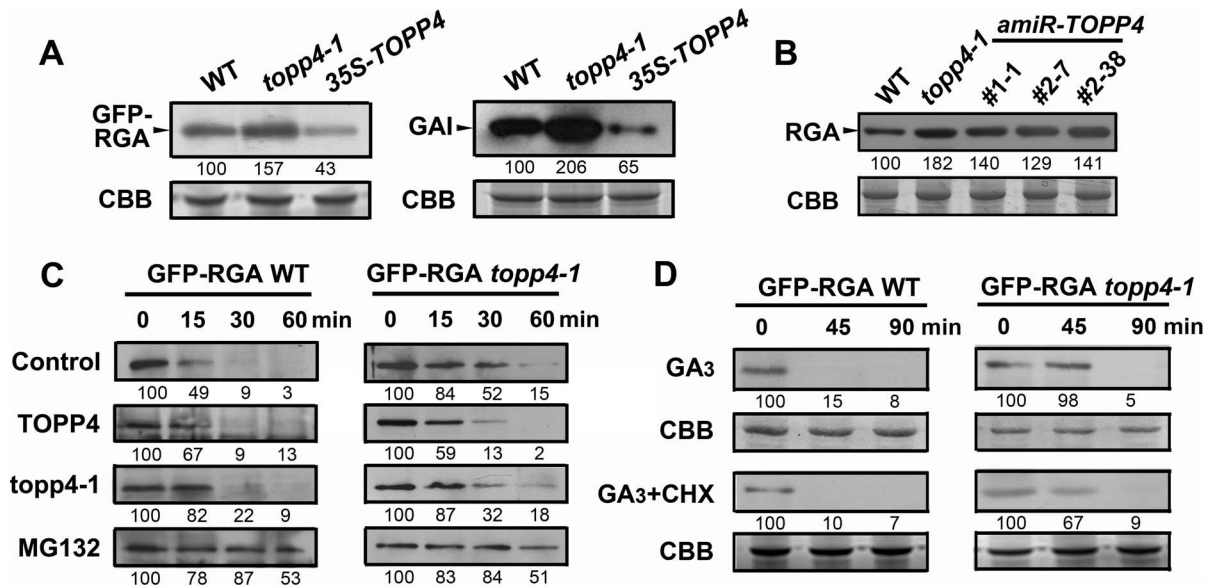 A
WT topp4-1 35S-TOPP4
GFP-RGA
100 157 43
CBB
WT topp4-1 35S-TOPP4
GAI
100 206 65
CBB
B
amiR-TOPP4
WT topp4-1 #1-1 #2-7 #2-38
RGA
100 182 140 129 141
CBB
C
GFP-RGA WT
0 15 30 60 min
Control
100 49 9 3
TOPP4
100 67 9 13
topp4-1
100 82 22 9
MG132
100 78 87 53
GFP-RGA topp4-1
0 15 30 60 min
100 84 52 15
100 59 13 2
100 87 32 18
100 83 84 51
D
GFP-RGA WT
0 45 90 min
GA3
100 15 8
CBB
GA3+CHX
100 10 7
CBB
GFP-RGA topp4-1
0 45 90 min
100 98 5
100 67 9